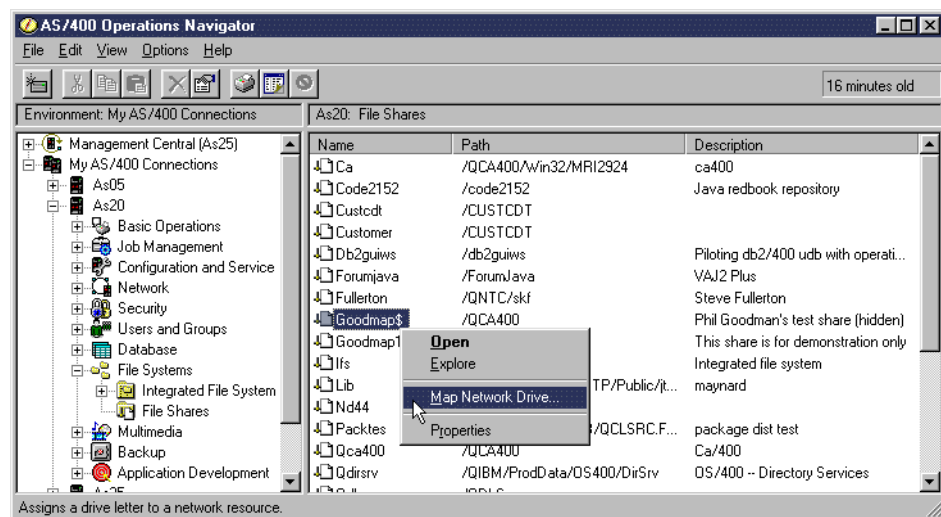 AS/400 Operations Navigator
File Edit View Options Help
16 minutes old
Environment: My AS/400 Connections
As20: File Shares
Management Central (As25)
My AS/400 Connections
As05
As20
Basic Operations
Job Management
Configuration and Service
Network
Security
Users and Groups
Database
File Systems
Integrated File System
File Shares
Multimedia
Backup
Application Development
Name Path Description
Ca /QCA400/Win32/MRI2924 ca400
Code2152 /code2152 Java redbook repository
Custcdt /CUSTCDT
Customer /CUSTCDT
Db2guiws /db2guiws Piloting db2/400 udb with operati...
Forumjava /ForumJava VAJ2 Plus
Fullerton /QNTC/skf Steve Fullerton
Goodmap$ /QCA400 Phil Goodman's test share (hidden)
Goodmap1 This share is for demonstration only
Ifs Integrated file system
Lib TP/Public/jt... maynard
Nd44
Packtes /QCLSRC.F... package dist test
Qca400 /QCA400 Ca/400
Qdirsrv /QIBM/ProdData/OS400/DirSrv OS/400 -- Directory Services
Open
Explore
Map Network Drive...
Properties
Assigns a drive letter to a network resource.